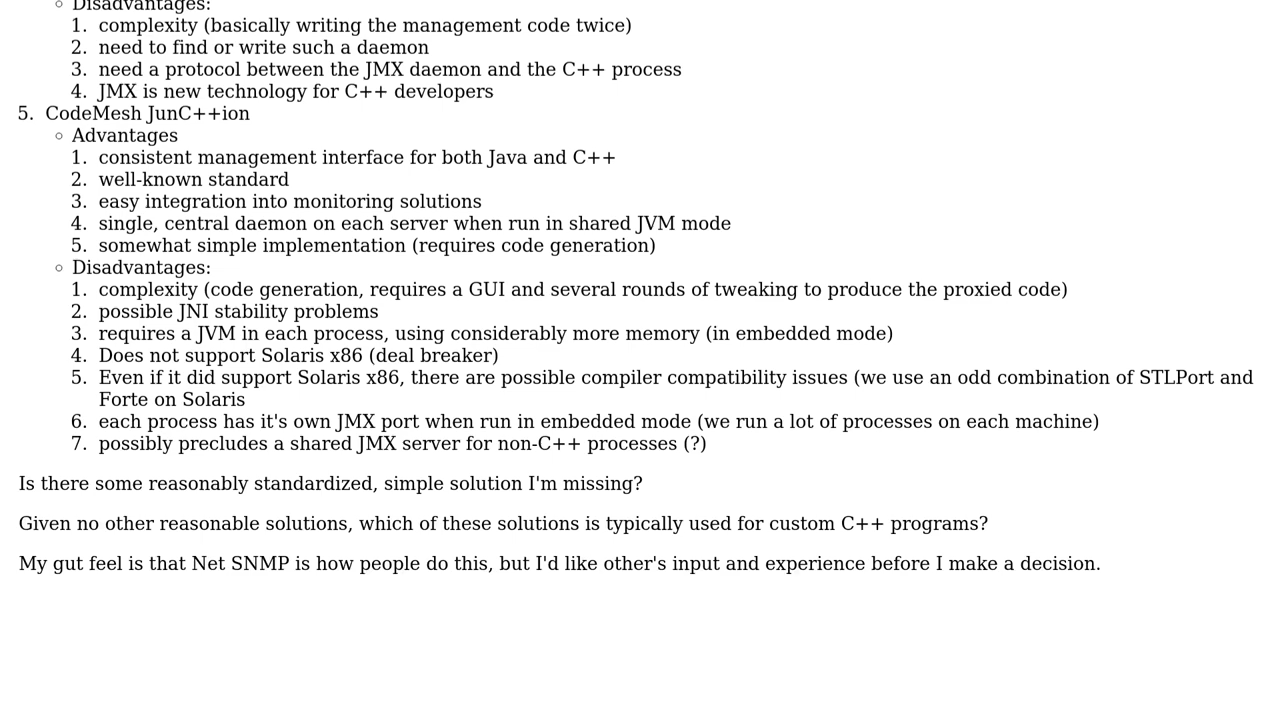 ◦ Disadvantages:
1. complexity (basically writing the management code twice)
2. need to find or write such a daemon
3. need a protocol between the JMX daemon and the C++ process
4. JMX is new technology for C++ developers
5. CodeMesh JunC++ion
◦ Advantages
1. consistent management interface for both Java and C++
2. well-known standard
3. easy integration into monitoring solutions
4. single, central daemon on each server when run in shared JVM mode
5. somewhat simple implementation (requires code generation)
◦ Disadvantages:
1. complexity (code generation, requires a GUI and several rounds of tweaking to produce the proxied code)
2. possible JNI stability problems
3. requires a JVM in each process, using considerably more memory (in embedded mode)
4. Does not support Solaris x86 (deal breaker)
5. Even if it did support Solaris x86, there are possible compiler compatibility issues (we use an odd combination of STLPort and
Forte on Solaris
6. each process has it's own JMX port when run in embedded mode (we run a lot of processes on each machine)
7. possibly precludes a shared JMX server for non-C++ processes (?)
Is there some reasonably standardized, simple solution I'm missing?
Given no other reasonable solutions, which of these solutions is typically used for custom C++ programs?
My gut feel is that Net SNMP is how people do this, but I'd like other's input and experience before I make a decision.